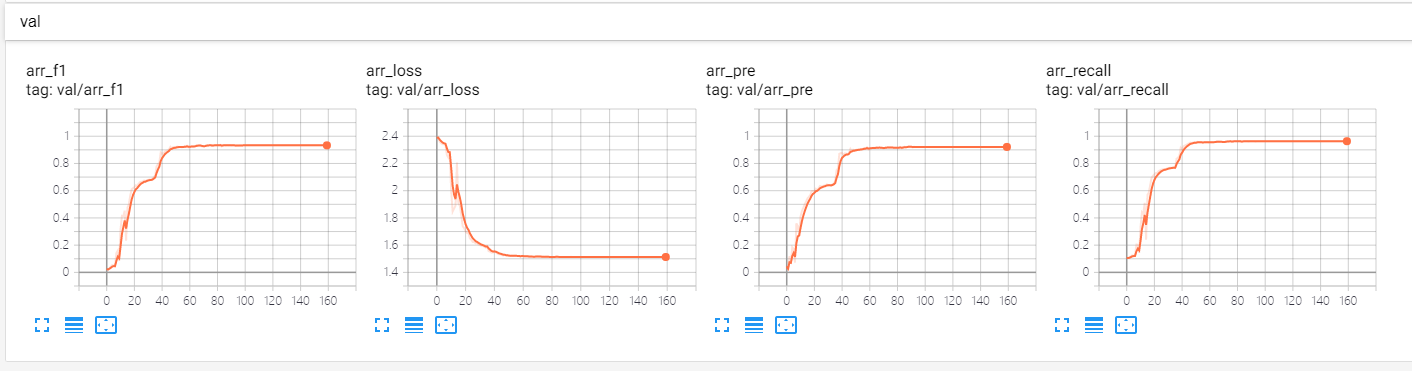 val
arr_f1
tag: val/arr_f1
1
0.8
0.6
0.4
0.2
0
0 20 40 60 80 100 120 140 160
arr_loss
tag: val/arr_loss
2.4
2.2
2
1.8
1.6
1.4
0 20 40 60 80 100 120 140 160
arr_pre
tag: val/arr_pre
1
0.8
0.6
0.4
0.2
0
0 20 40 60 80 100 120 140 160
arr_recall
tag: val/arr_recall
1
0.8
0.6
0.4
0.2
0
0 20 40 60 80 100 120 140 160